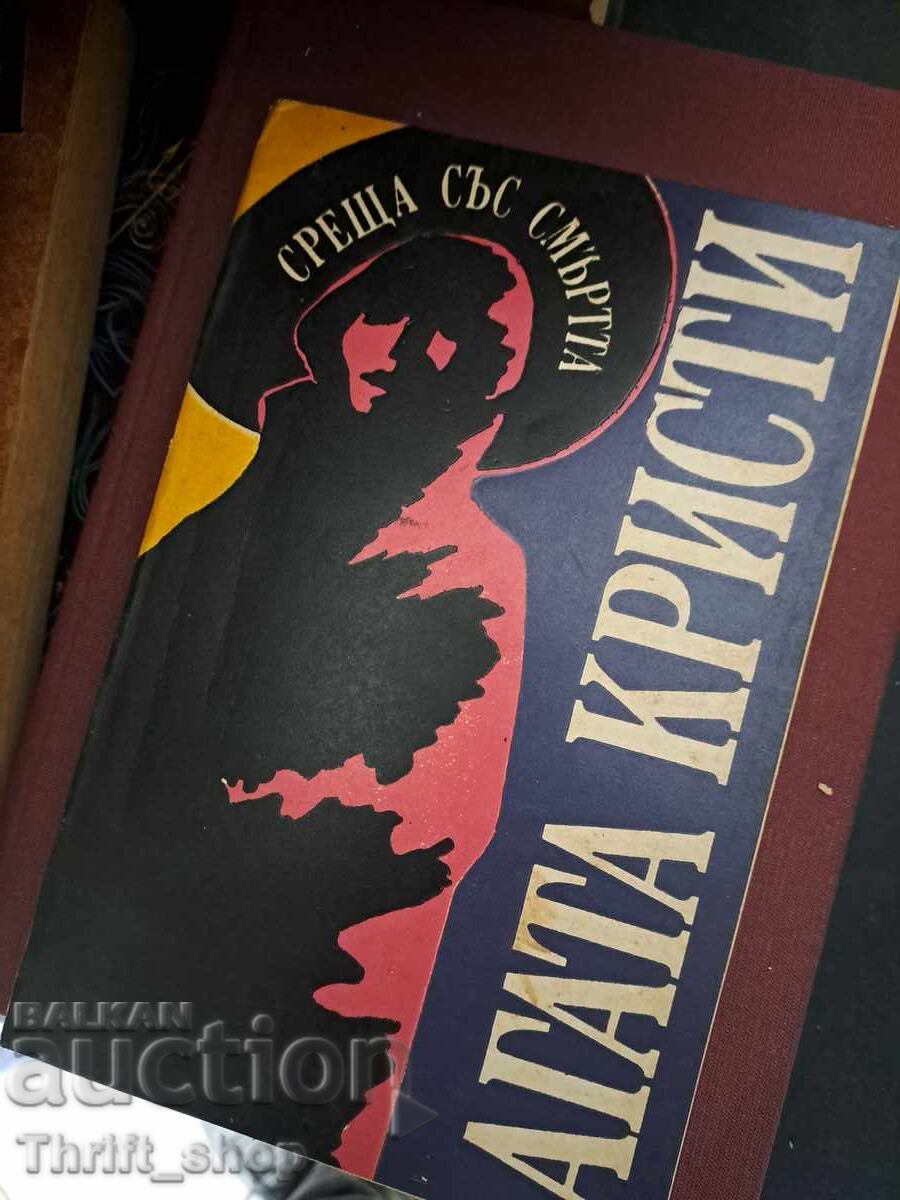 СРЕЩА СЪС СМЪРТТА
АГАТА КРИСТИ
BALKAN
auction
Thrift_shop